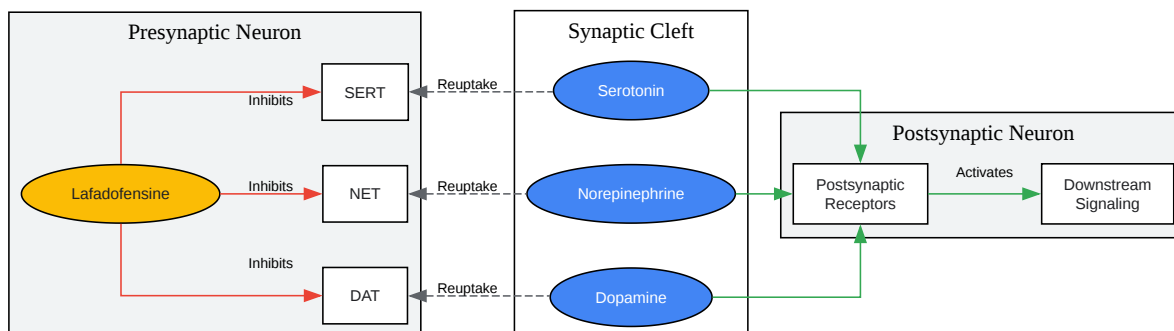 Presynaptic Neuron
Synaptic Cleft
SERT
Reuptake
Serotonin
Inhibits
Postsynaptic Neuron
Lafadofensine
Inhibits
NET
Reuptake
Norepinephrine
Postsynaptic
Receptors
Activates
Downstream
Signaling
Inhibits
DAT
Reuptake
Dopamine